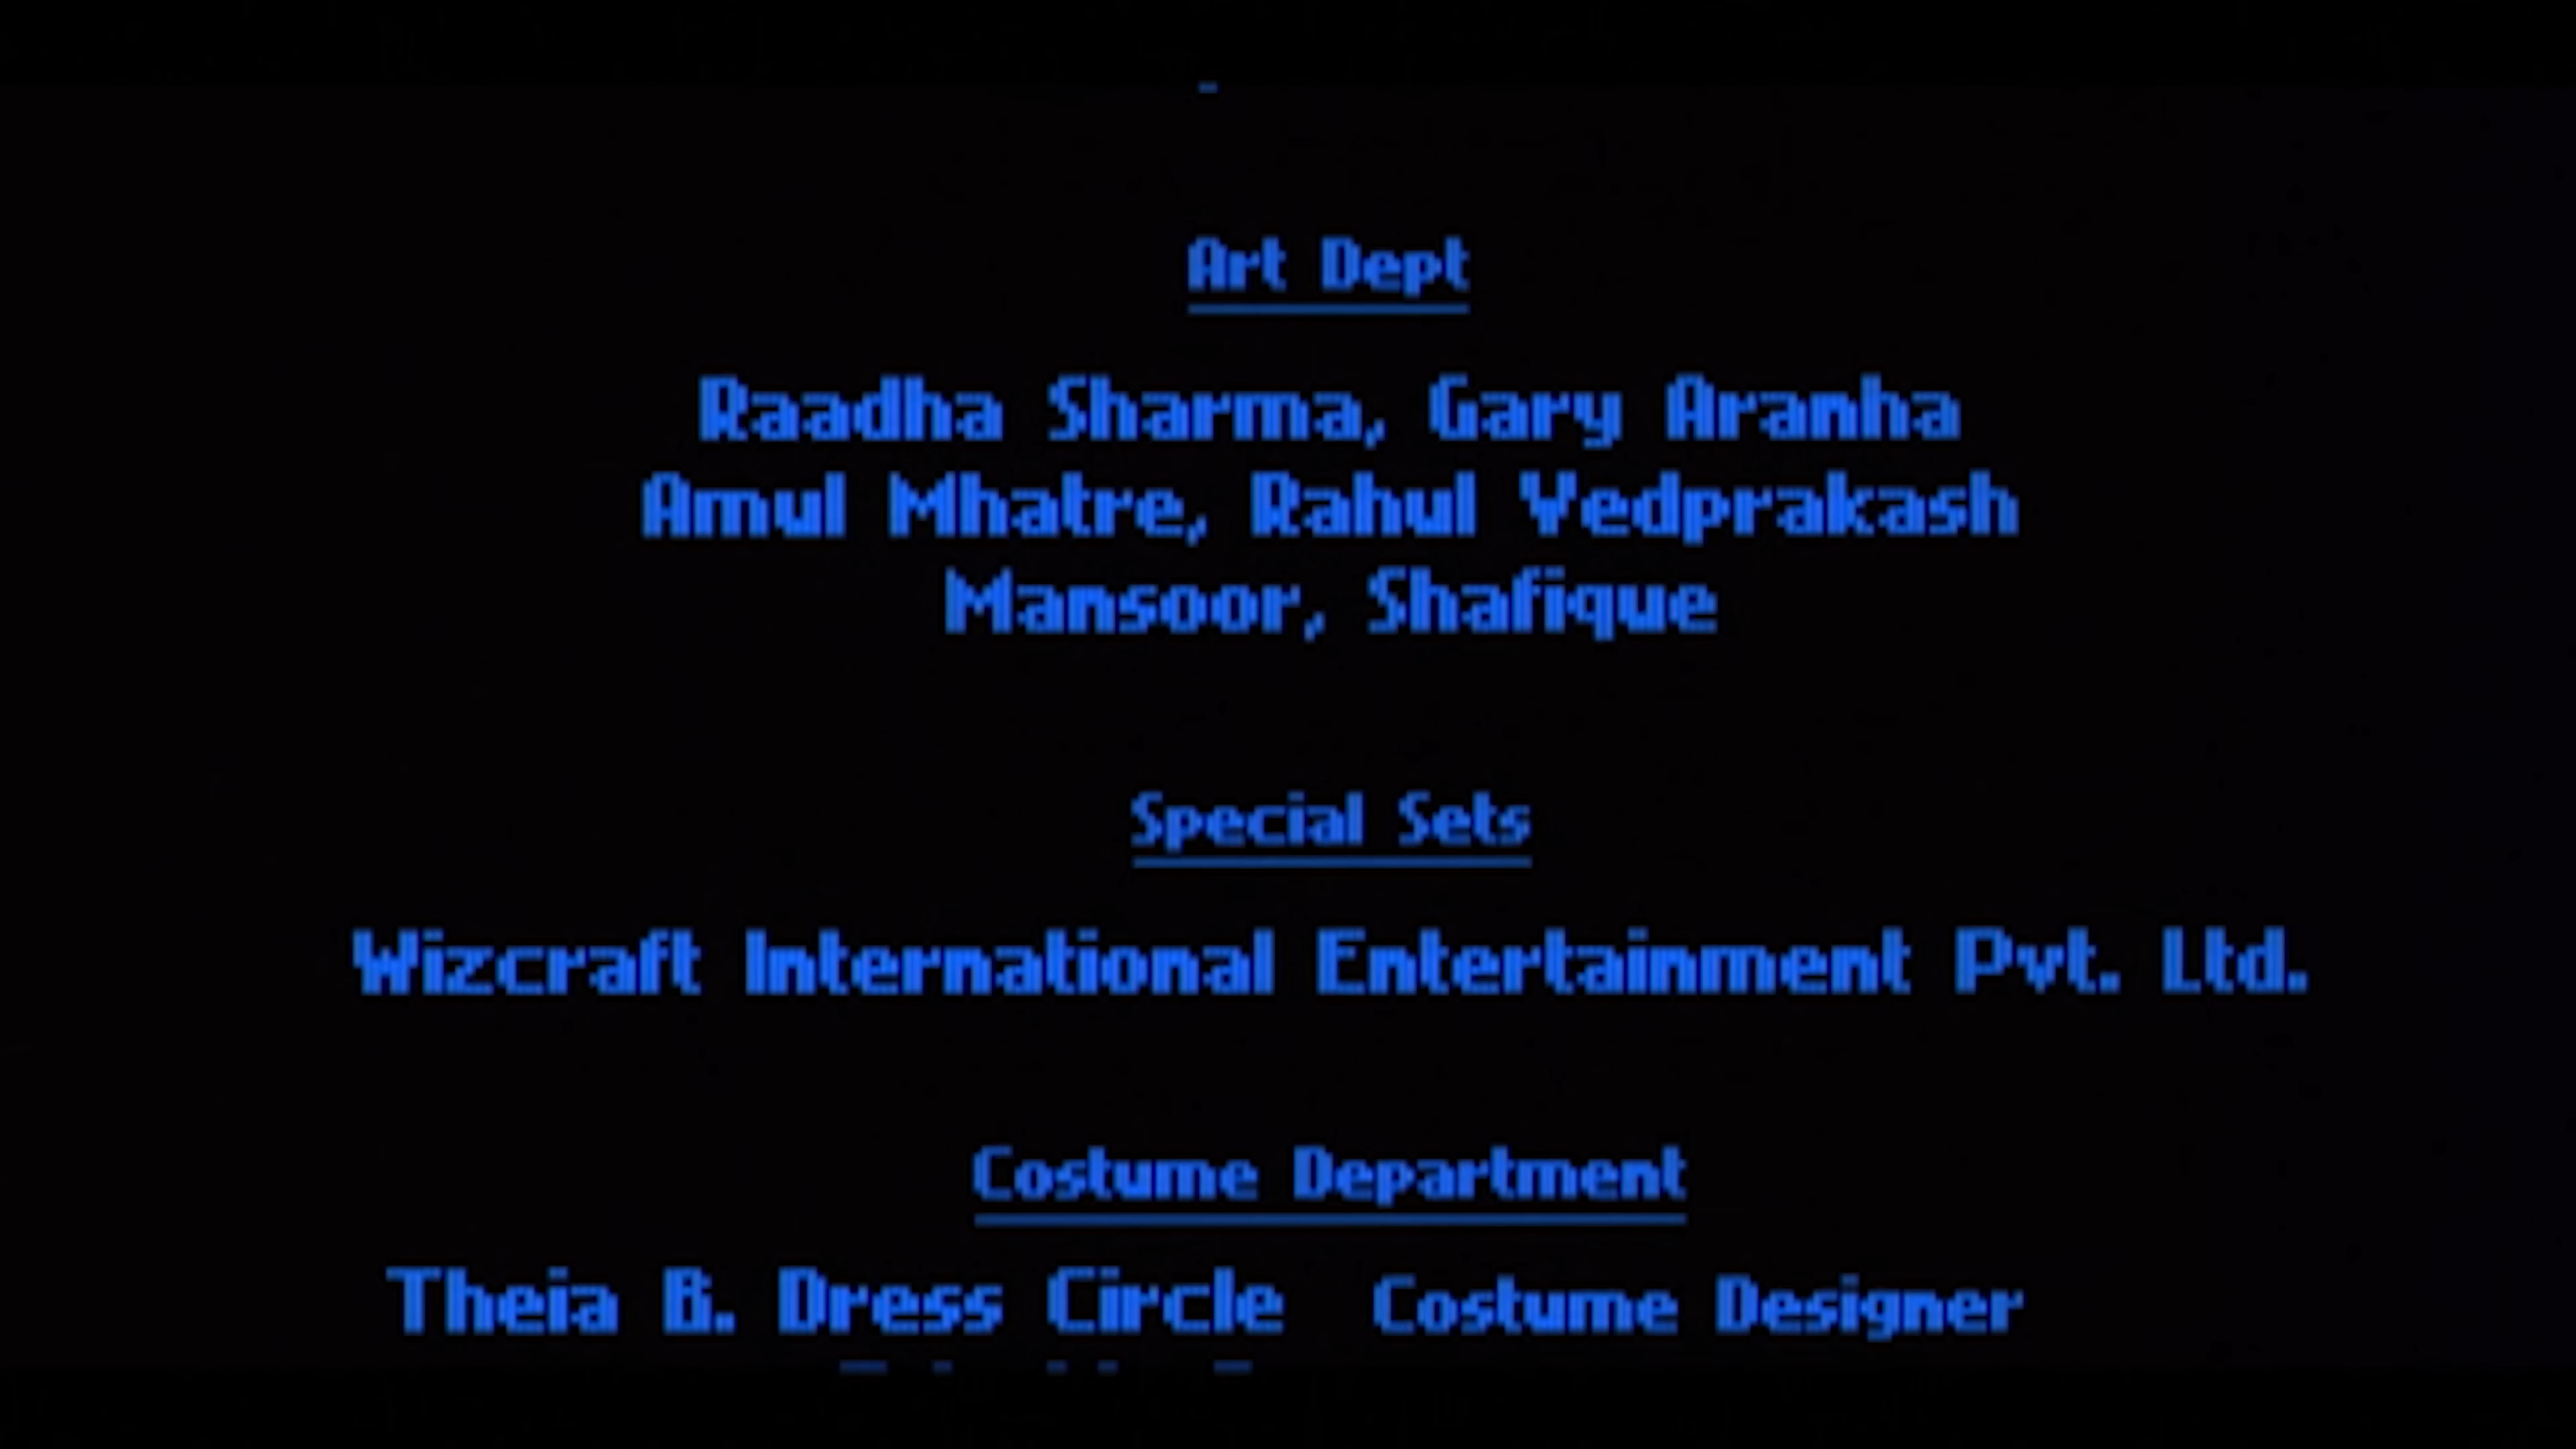 Art Dept
Raadha Sharma, Gary Aranha
Amul Mhatre, Rahul Vedprakash
Mansoor, Shafique
Special Sets
Wizcraft International Entertainment Pvt. Ltd.
Costume Department
Theia B. Dress Circle Costume Designer